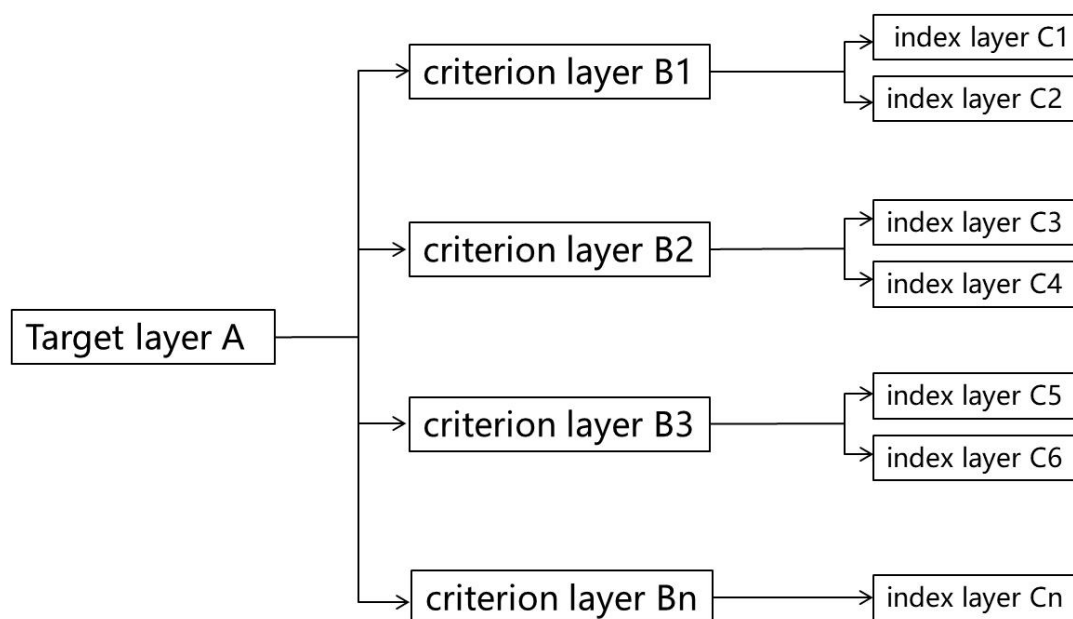 Target layer A
criterion layer B1
index layer C1
index layer C2
criterion layer B2
index layer C3
index layer C4
criterion layer B3
index layer C5
index layer C6
criterion layer Bn
index layer Cn